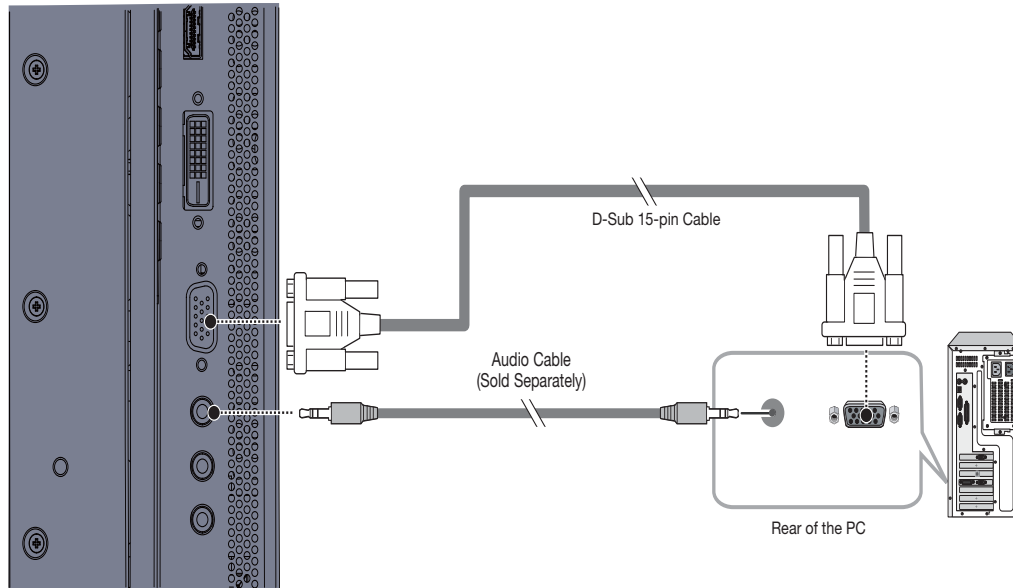 D-Sub 15-pin Cable
Audio Cable
(Sold Separately)
Rear of the PC